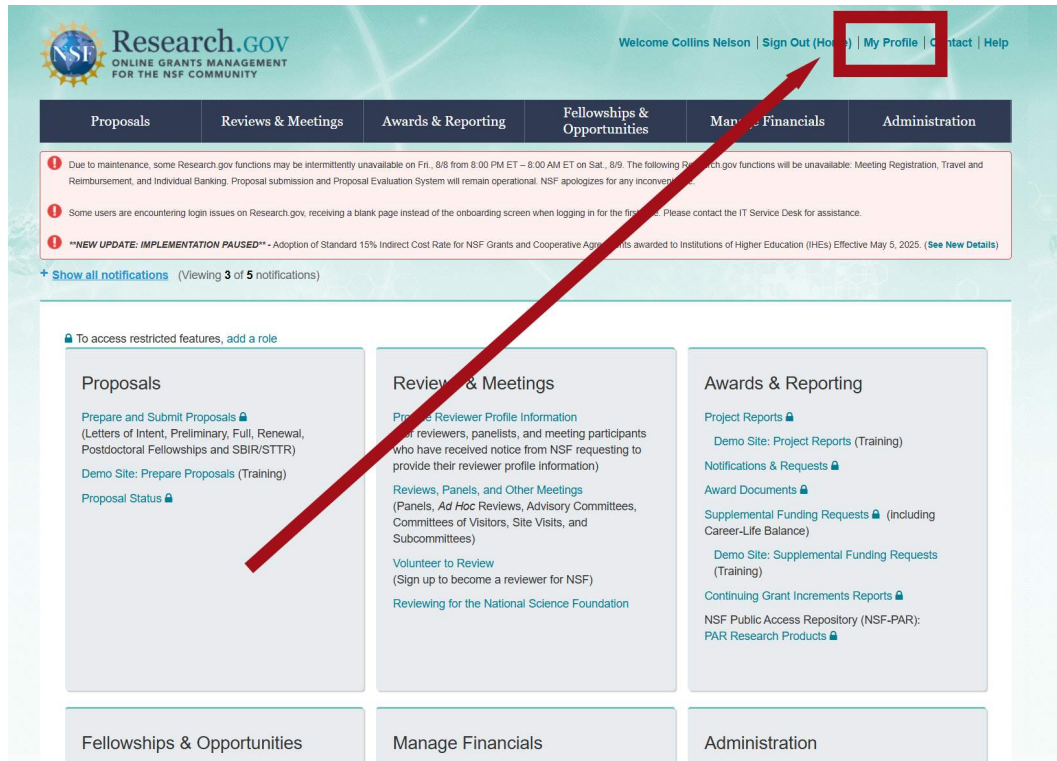 NSF
Research.gov
ONLINE GRANTS MANAGEMENT
FOR THE NSF COMMUNITY
Welcome Collins Nelson | Sign Out (Home) | My Profile | Contact | Help
Proposals
Reviews & Meetings
Awards & Reporting
Fellowships &
Opportunities
Manage Financials
Administration
Due to maintenance, some Research.gov functions may be intermittently unavailable on Fri., 8/8 from 8:00 PM ET – 8:00 AM ET on Sat., 8/9. The following Research.gov functions will be unavailable: Meeting Registration, Travel and
Reimbursement, and Individual Banking. Proposal submission and Proposal Evaluation System will remain operational. NSF apologizes for any inconvenience.
Some users are encountering login issues on Research.gov, receiving a blank page instead of the onboarding screen when logging in for the first time. Please contact the IT Service Desk for assistance.
**NEW UPDATE: IMPLEMENTATION PAUSED** - Adoption of Standard 15% Indirect Cost Rate for NSF Grants and Cooperative Agreements awarded to Institutions of Higher Education (IHEs) Effective May 5, 2025. (See New Details)
+ Show all notifications (Viewing 3 of 5 notifications)
To access restricted features, add a role
Proposals
Prepare and Submit Proposals
(Letters of Intent, Preliminary, Full, Renewal,
Postdoctoral Fellowships and SBIR/STTR)
Demo Site: Prepare Proposals (Training)
Proposal Status
Reviews & Meetings
Provide Reviewer Profile Information
(For reviewers, panelists, and meeting participants
who have received notice from NSF requesting to
provide their reviewer profile information)
Reviews, Panels, and Other Meetings
(Panels, Ad Hoc Reviews, Advisory Committees,
Committees of Visitors, Site Visits, and
Subcommittees)
Volunteer to Review
(Sign up to become a reviewer for NSF)
Reviewing for the National Science Foundation
Awards & Reporting
Project Reports
Demo Site: Project Reports (Training)
Notifications & Requests
Award Documents
Supplemental Funding Requests (including
Career-Life Balance)
Demo Site: Supplemental Funding Requests
(Training)
Continuing Grant Increments Reports
NSF Public Access Repository (NSF-PAR):
PAR Research Products
Fellowships & Opportunities
Manage Financials
Administration